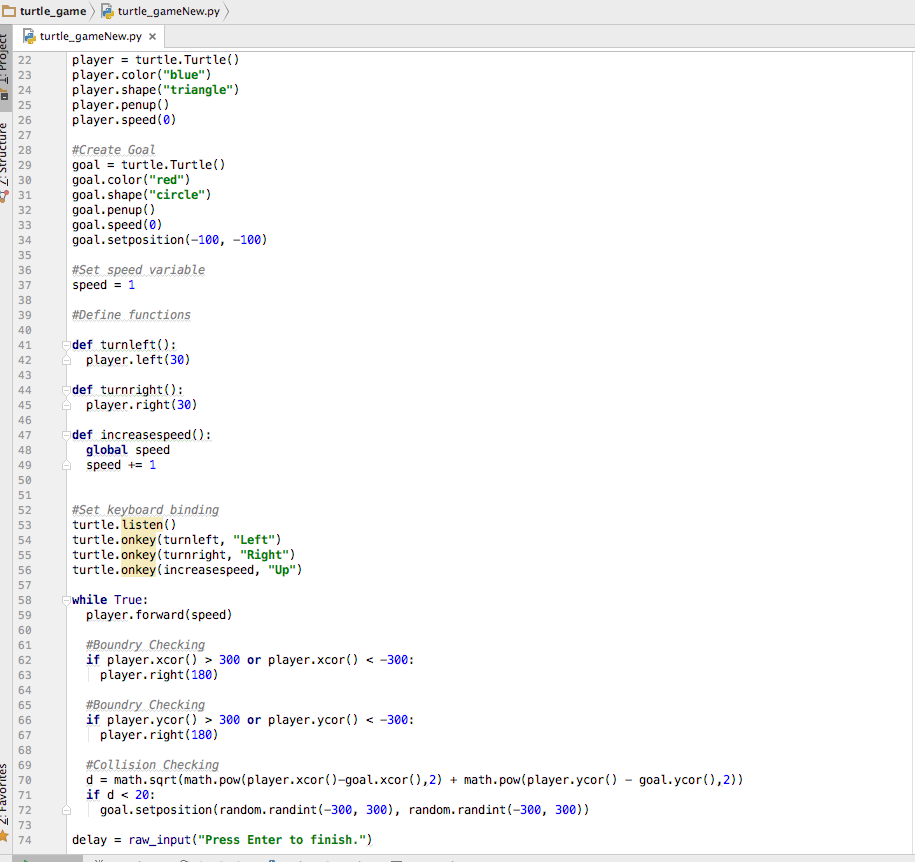 turtle_game turtle_gameNew.py
turtle_gameNew.py ×
1: Project
Z: Structure
2: Favorites
22 player = turtle.Turtle()
23 player.color("blue")
24 player.shape("triangle")
25 player.penup()
26 player.speed(0)
27
28 #Create Goal
29 goal = turtle.Turtle()
30 goal.color("red")
31 goal.shape("circle")
32 goal.penup()
33 goal.speed(0)
34 goal.setposition(-100, -100)
35
36 #Set speed variable
37 speed = 1
38
39 #Define functions
40
41 def turnleft():
42   player.left(30)
43
44 def turnright():
45   player.right(30)
46
47 def increasespeed():
48   global speed
49   speed += 1
50
51
52 #Set keyboard binding
53 turtle.listen()
54 turtle.onkey(turnleft, "Left")
55 turtle.onkey(turnright, "Right")
56 turtle.onkey(increasespeed, "Up")
57
58 while True:
59   player.forward(speed)
60
61   #Boundry Checking
62   if player.xcor() > 300 or player.xcor() < -300:
63     player.right(180)
64
65   #Boundry Checking
66   if player.ycor() > 300 or player.ycor() < -300:
67     player.right(180)
68
69   #Collision Checking
70   d = math.sqrt(math.pow(player.xcor()-goal.xcor(),2) + math.pow(player.ycor() - goal.ycor(),2))
71   if d < 20:
72     goal.setposition(random.randint(-300, 300), random.randint(-300, 300))
73
74 delay = raw_input("Press Enter to finish.")